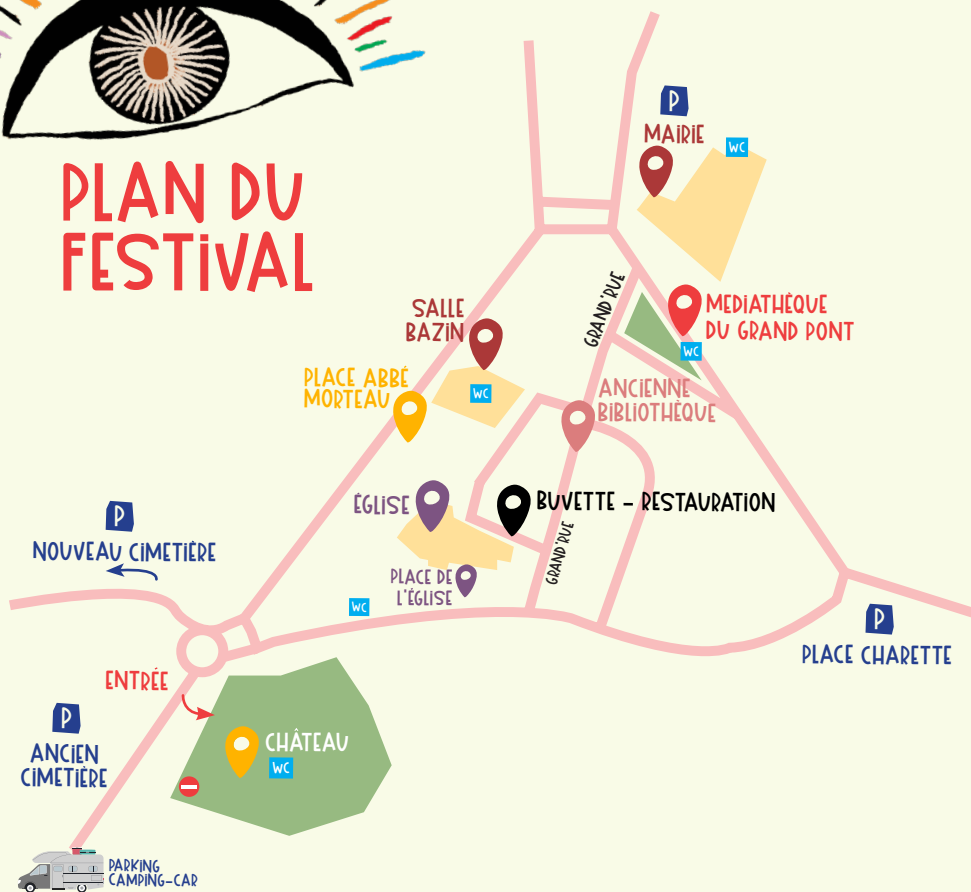 PLAN DU
FESTIVAL
P
MAIRIE
WC
GRAND'RUE
SALLE
BAZIN
MEDIATHÈQUE
DU GRAND PONT
WC
PLACE ABBÉ
MORTEAU
WC
ANCIENNE
BIBLIOTHÈQUE
ÉGLISE
BUVETTE - RESTAURATION
P
NOUVEAU CIMETIÈRE
GRAND'RUE
PLACE DE
L'ÉGLISE
WC
P
PLACE CHARETTE
ENTRÉE
P
ANCIEN
CIMETIÈRE
CHÂTEAU
WC
PARKING
CAMPING-CAR